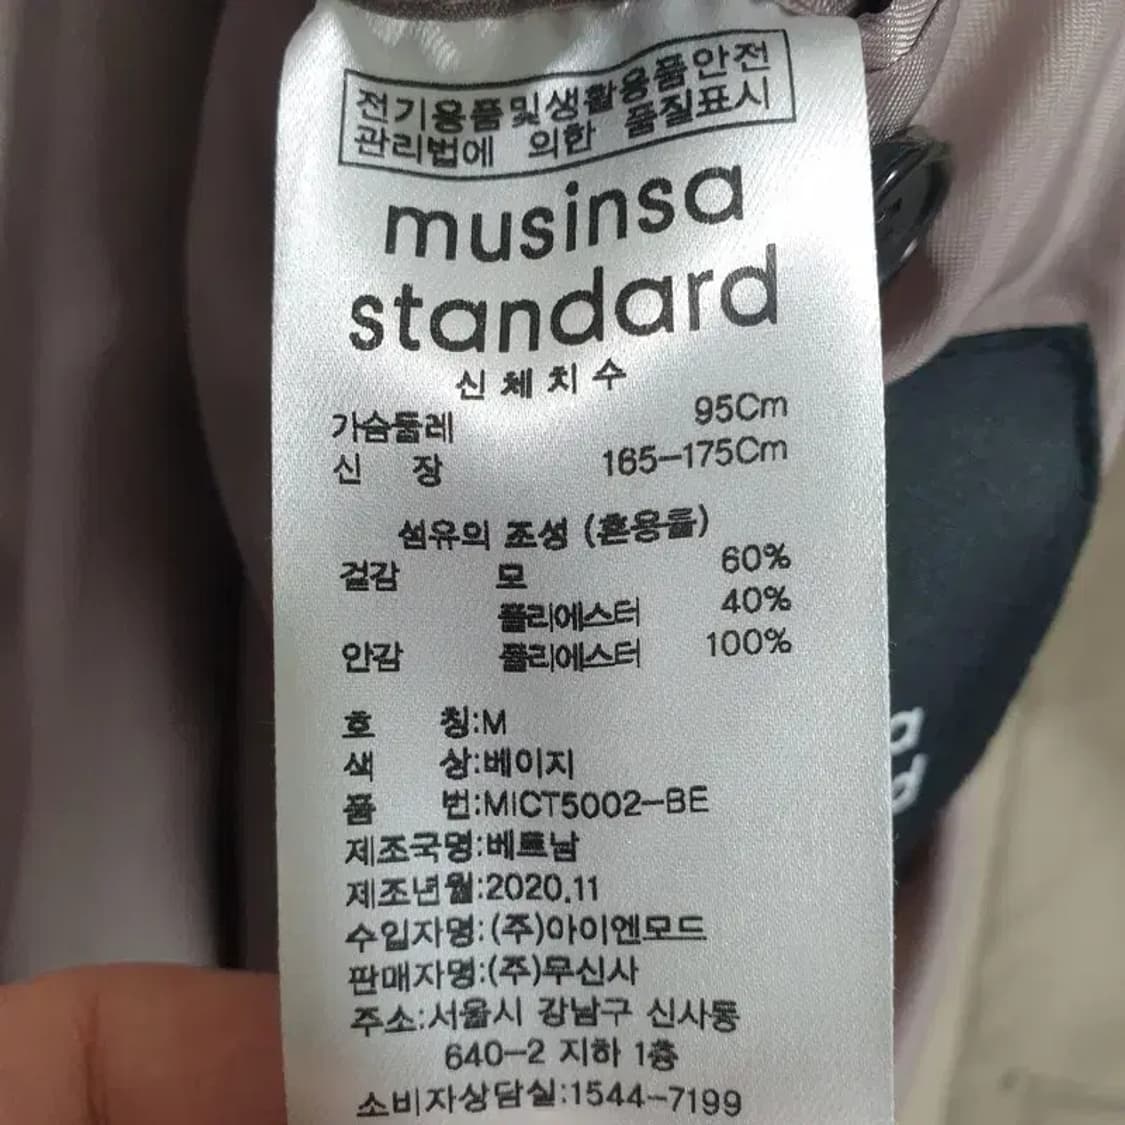 전기용품및생활용품안전
관리법에 의한 품질표시
musinsa
standard
신체치수
가슴둘레 95Cm
신 장 165-175Cm
섬유의 조성 (혼용률)
겉감 모 60%
폴리에스터 40%
안감 폴리에스터 100%
호 칭:M
색 상:베이지
품 번:MICT5002-BE
제조국명:베트남
제조년월:2020.11
수입자명:(주)아이엔모드
판매자명:(주)무신사
주소:서울시 강남구 신사동
640-2 지하 1층
소비자상담실:1544-7199
a
d